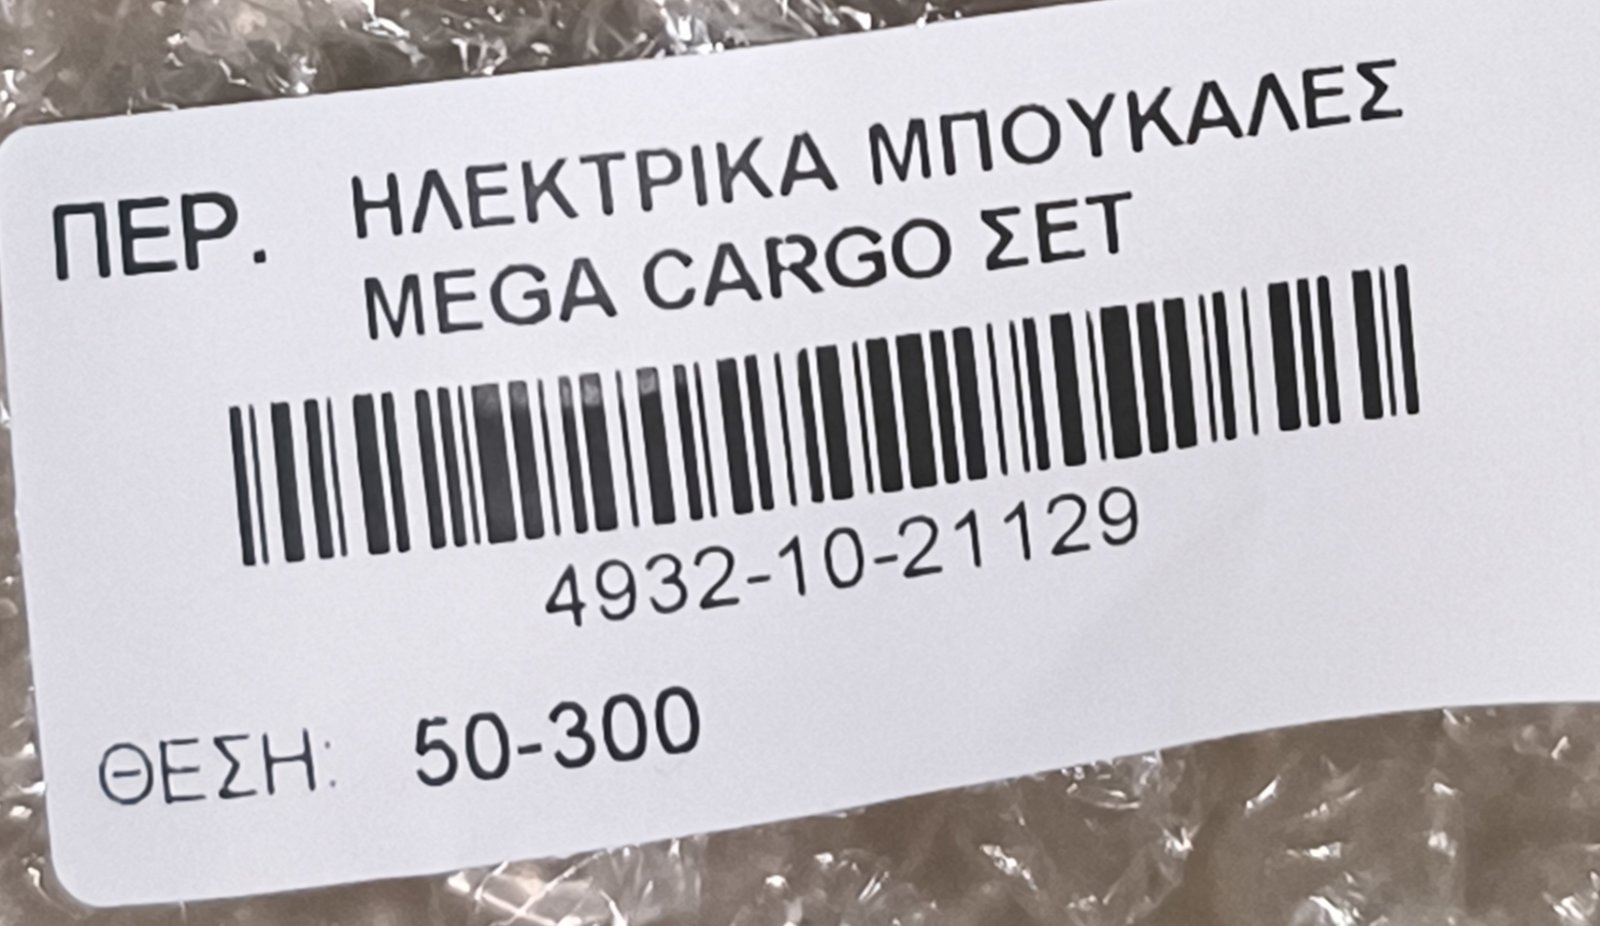 ΠΕΡ. ΗΛΕΚΤΡΙΚΑ ΜΠΟΥΚΑΛΕΣ
MEGA CARGO ΣΕΤ
4932-10-21129
ΘΕΣΗ: 50-300